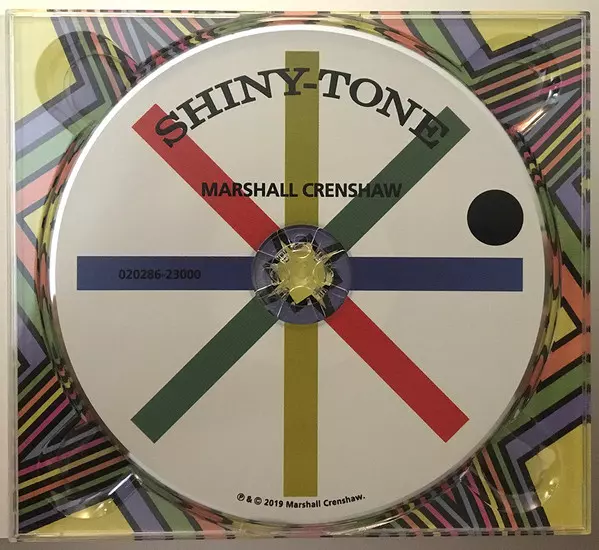 SHINY-TONE
MARSHALL CRENSHAW
020286-23000
℗ & © 2019 Marshall Crenshaw.